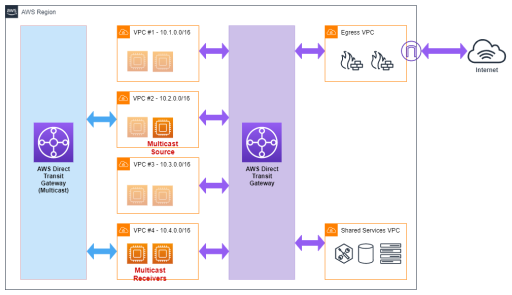 aws
AWS Region
VPC #1 - 10.1.0.0/16
Egress VPC
Internet
VPC #2 - 10.2.0.0/16
Multicast
Source
AWS Direct
Transit
Gateway
(Multicast)
VPC #3 - 10.3.0.0/16
AWS Direct
Transit
Gateway
VPC #4 - 10.4.0.0/16
Multicast
Receivers
Shared Services VPC